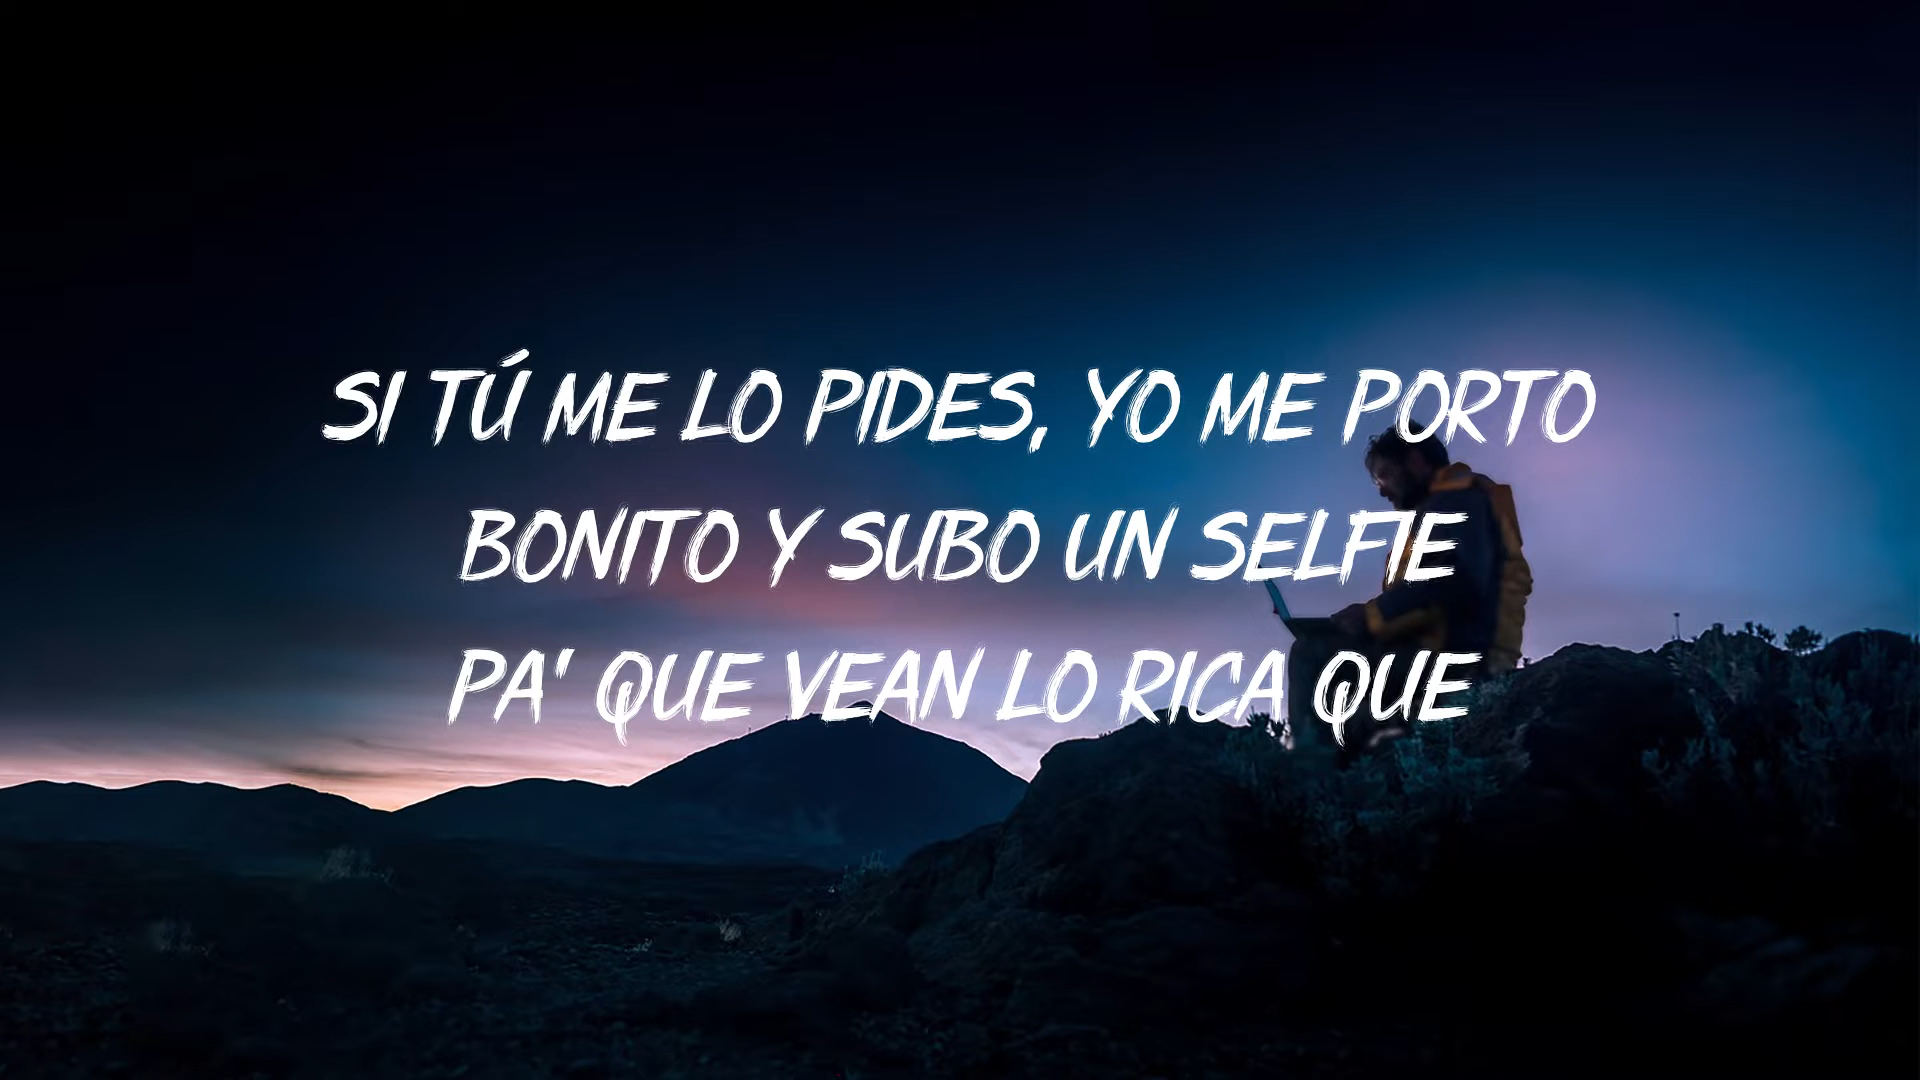 SI TÚ ME LO PIDES, YO ME PORTO
BONITO Y SUBO UN SELFIE
PA' QUE VEAN LO RICA QUE